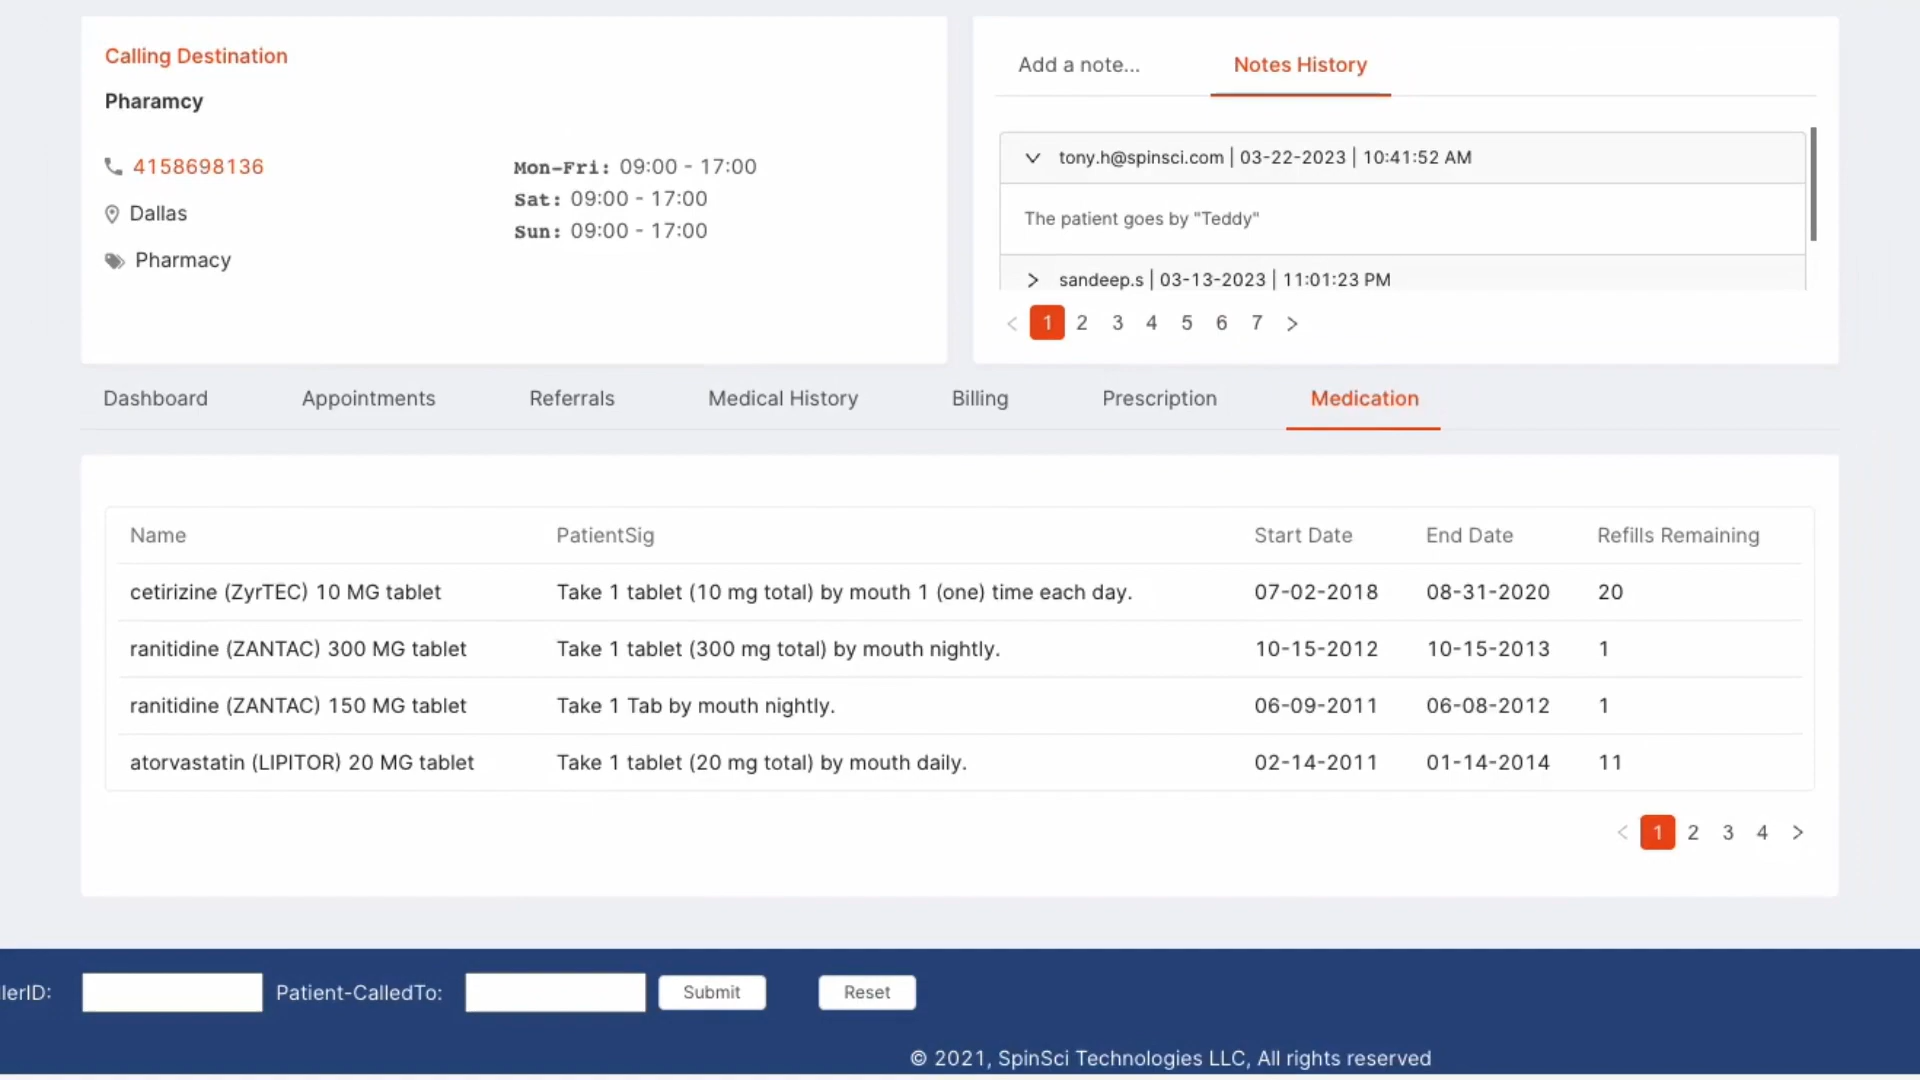 Calling Destination
Pharamcy
4158698136
Dallas
Pharmacy
Mon-Fri: 09:00 - 17:00
Sat: 09:00 - 17:00
Sun: 09:00 - 17:00
Add a note... Notes History
tony.h@spinsci.com | 03-22-2023 | 10:41:52 AM
The patient goes by "Teddy"
sandeep.s | 03-13-2023 | 11:01:23 PM
< 1 2 3 4 5 6 7 >
Dashboard Appointments Referrals Medical History Billing Prescription Medication
Name PatientSig Start Date End Date Refills Remaining
cetirizine (ZyrTEC) 10 MG tablet Take 1 tablet (10 mg total) by mouth 1 (one) time each day. 07-02-2018 08-31-2020 20
ranitidine (ZANTAC) 300 MG tablet Take 1 tablet (300 mg total) by mouth nightly. 10-15-2012 10-15-2013 1
ranitidine (ZANTAC) 150 MG tablet Take 1 Tab by mouth nightly. 06-09-2011 06-08-2012 1
atorvastatin (LIPITOR) 20 MG tablet Take 1 tablet (20 mg total) by mouth daily. 02-14-2011 01-14-2014 11
< 1 2 3 4 >
lerID: Patient-CalledTo: Submit Reset
© 2021, SpinSci Technologies LLC, All rights reserved